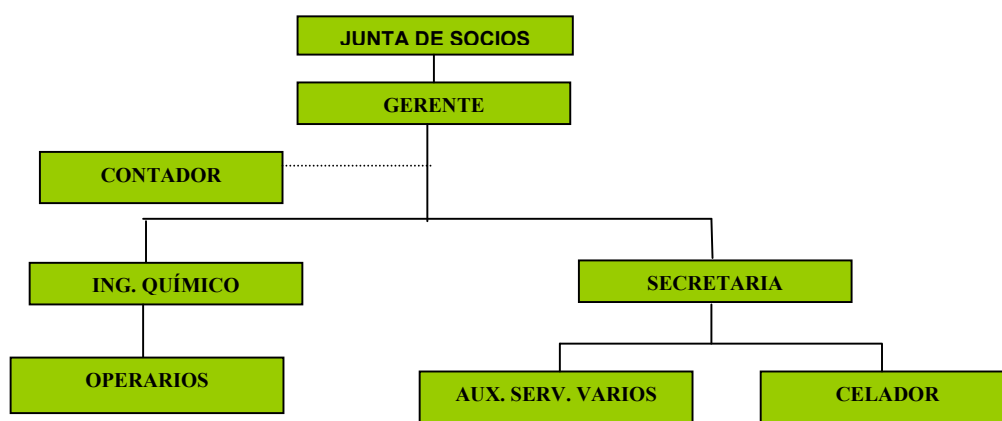 JUNTA DE SOCIOS
GERENTE
CONTADOR
ING. QUÍMICO
SECRETARIA
OPERARIOS
AUX. SERV. VARIOS
CELADOR